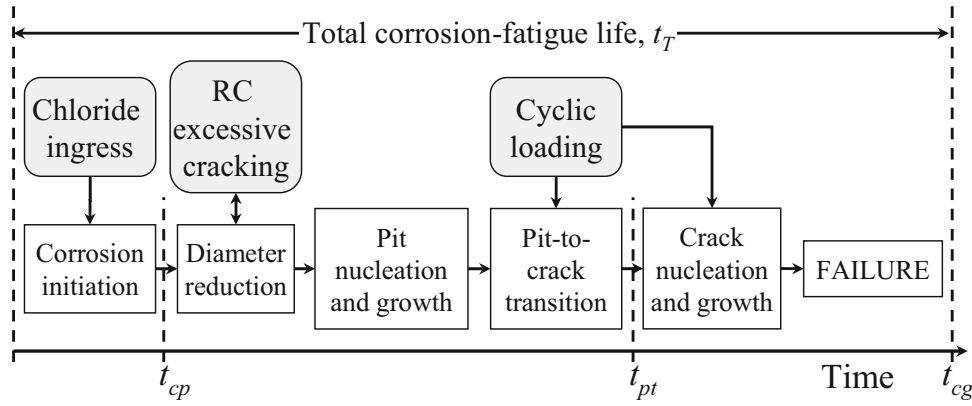 Total corrosion-fatigue life, t_T
Chloride
ingress
RC
excessive
cracking
Cyclic
loading
Corrosion
initiation
Diameter
reduction
Pit
nucleation
and growth
Pit-to-
crack
transition
Crack
nucleation
and growth
FAILURE
t_cp
t_pt
Time
t_cg